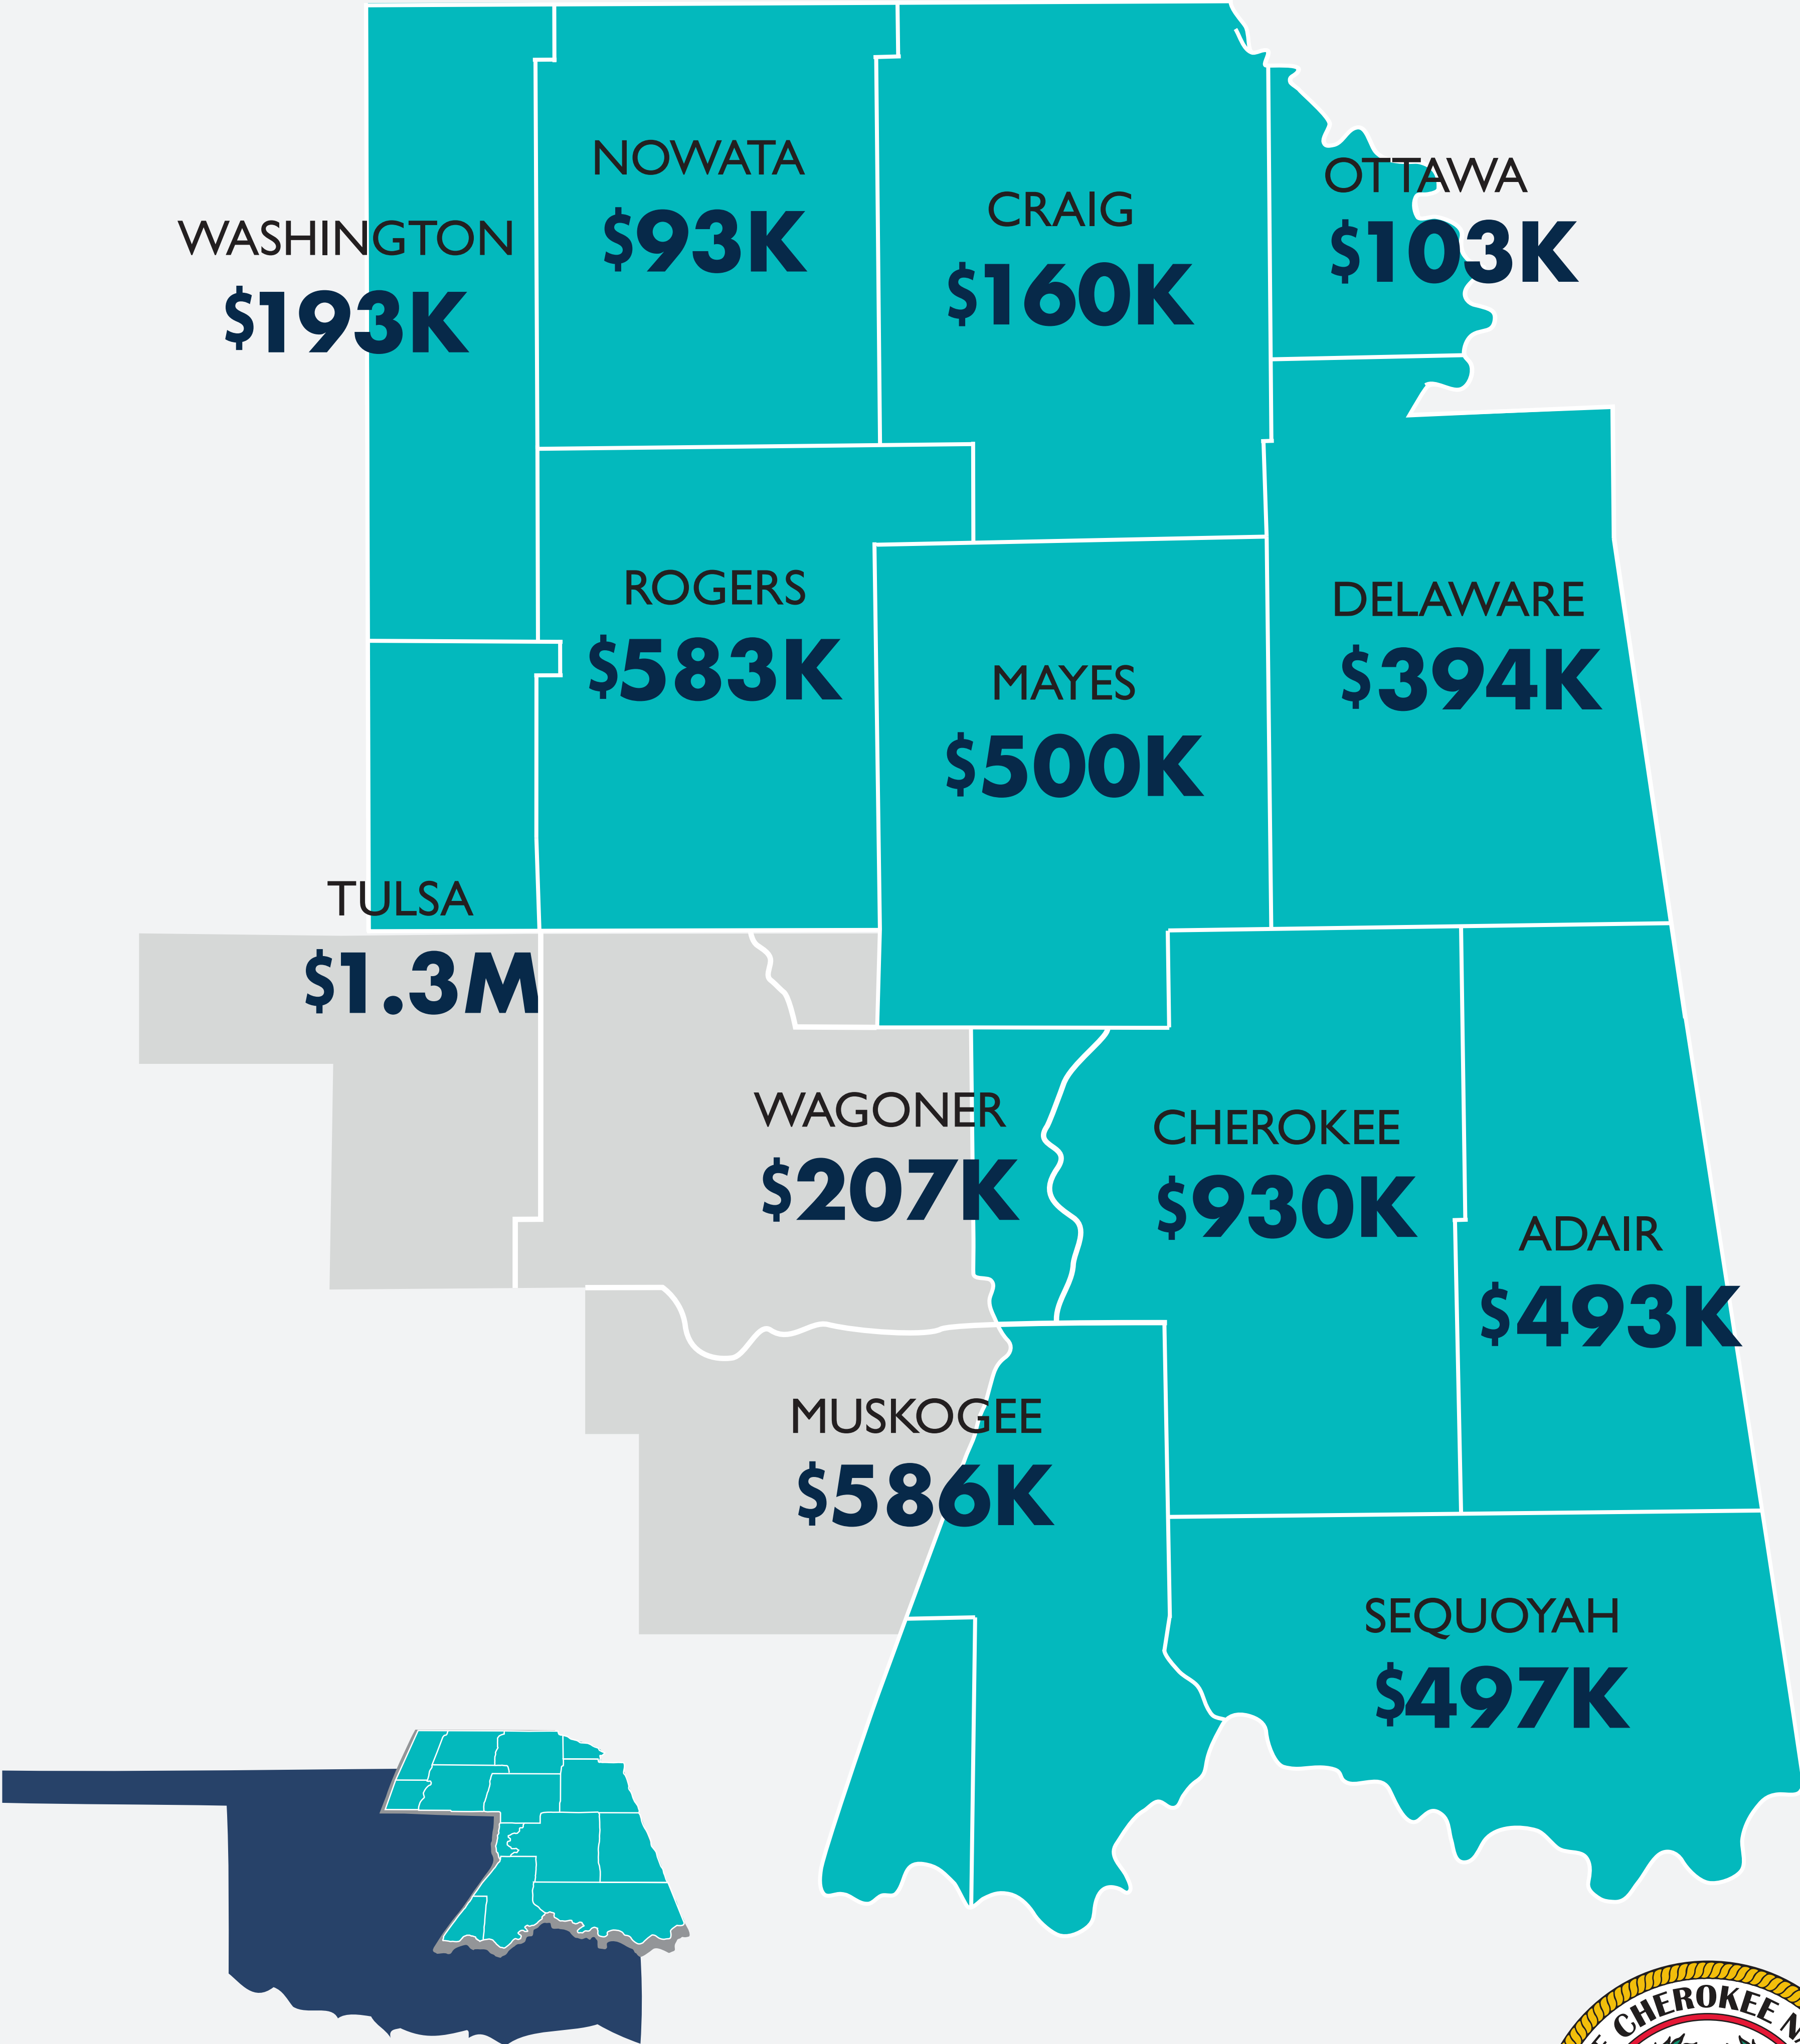 NOWATA
$93K
OTTAWA
$103K
CRAIG
$160K
WASHINGTON
$193K
ROGERS
$583K
DELAWARE
$394K
MAYES
$500K
TULSA
$1.3M
WAGONER
$207K
CHEROKEE
$930K
ADAIR
$493K
MUSKOGEE
$586K
SEQUOYAH
$497K
CHEROKEE